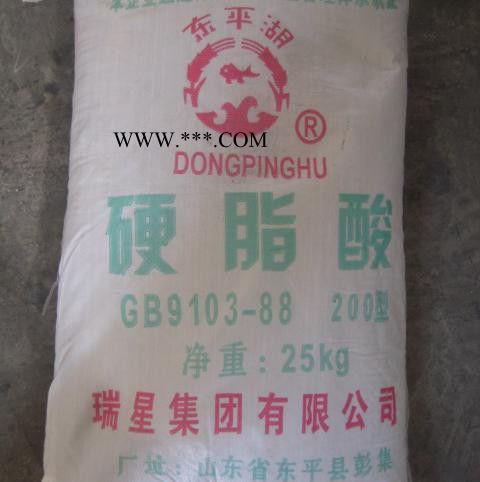 东平湖
®
WWW.***.COM
DONGPINGHU
硬脂酸
GB9103-88 200型
净重：25kg
瑞星集团有限公司
厂址：山东省东平县彭集